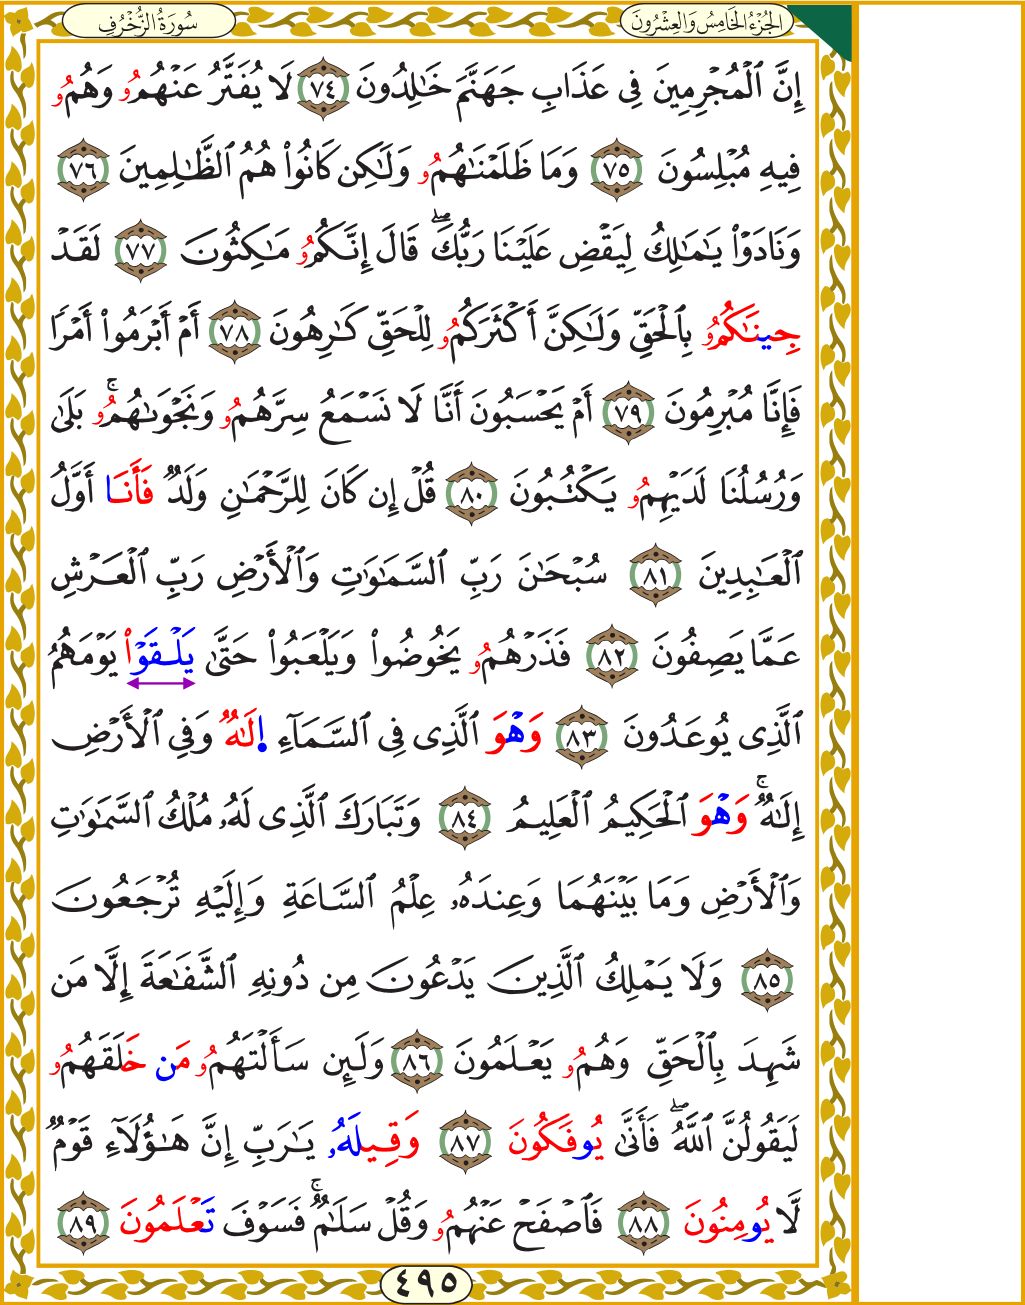 الجُزْءُ الخَامِسُ وَالعِشْرُونَ
سُورَةُ الزُّخْرُفِ
إِنَّ ٱلْمُجْرِمِينَ فِى عَذَابِ جَهَنَّمَ خَٰلِدُونَ ٧٤ لَا يُفَتَّرُ عَنْهُمُۥ وَهُمُۥ
فِيهِ مُبْلِسُونَ ٧٥ وَمَا ظَلَمْنَٰهُمُۥ وَلَٰكِن كَانُوا۟ هُمُ ٱلظَّٰلِمِينَ ٧٦
وَنَادَوْا۟ يَٰمَٰلِكُ لِيَقْضِ عَلَيْنَا رَبُّكَۖ قَالَ إِنَّكُمُۥ مَٰكِثُونَ ٧٧ لَقَدْ
جِينَٰكُمُۥ بِٱلْحَقِّ وَلَٰكِنَّ أَكْثَرَكُمُۥ لِلْحَقِّ كَٰرِهُونَ ٧٨ أَمْ أَبْرَمُوا۟ أَمْرًا
فَإِنَّا مُبْرِمُونَ ٧٩ أَمْ يَحْسَبُونَ أَنَّا لَا نَسْمَعُ سِرَّهُمُۥ وَنَجْوَىٰهُمُۥۚ بَلَىٰ
وَرُسُلُنَا لَدَيْهِمُۥ يَكْتُبُونَ ٨٠ قُلْ إِن كَانَ لِلرَّحْمَٰنِ وَلَدٌ فَأَنَا أَوَّلُ
ٱلْعَٰبِدِينَ ٨١ سُبْحَٰنَ رَبِّ ٱلسَّمَٰوَٰتِ وَٱلْأَرْضِ رَبِّ ٱلْعَرْشِ
عَمَّا يَصِفُونَ ٨٢ فَذَرْهُمُۥ يَخُوضُوا۟ وَيَلْعَبُوا۟ حَتَّىٰ يَلْقَوْا۟ يَوْمَهُمُ
ٱلَّذِى يُوعَدُونَ ٨٣ وَهْوَ ٱلَّذِى فِى ٱلسَّمَآءِ اِلَٰهٌ وَفِى ٱلْأَرْضِ
إِلَٰهٌۚ وَهْوَ ٱلْحَكِيمُ ٱلْعَلِيمُ ٨٤ وَتَبَارَكَ ٱلَّذِى لَهُۥ مُلْكُ ٱلسَّمَٰوَٰتِ
وَٱلْأَرْضِ وَمَا بَيْنَهُمَا وَعِندَهُۥ عِلْمُ ٱلسَّاعَةِ وَإِلَيْهِ تُرْجَعُونَ
٨٥ وَلَا يَمْلِكُ ٱلَّذِينَ يَدْعُونَ مِن دُونِهِ ٱلشَّفَٰعَةَ إِلَّا مَن
شَهِدَ بِٱلْحَقِّ وَهُمُۥ يَعْلَمُونَ ٨٦ وَلَئِن سَأَلْتَهُمُۥ مَن خَلَقَهُمُۥ
لَيَقُولُنَّ ٱللَّهُۖ فَأَنَّىٰ يُوفَكُونَ ٨٧ وَقِيلَهُۥ يَٰرَبِّ إِنَّ هَٰؤُلَآءِ قَوْمٌ
لَّا يُومِنُونَ ٨٨ فَٱصْفَحْ عَنْهُمُۥ وَقُلْ سَلَٰمٌۚ فَسَوْفَ تَعْلَمُونَ ٨٩
٤٩٥